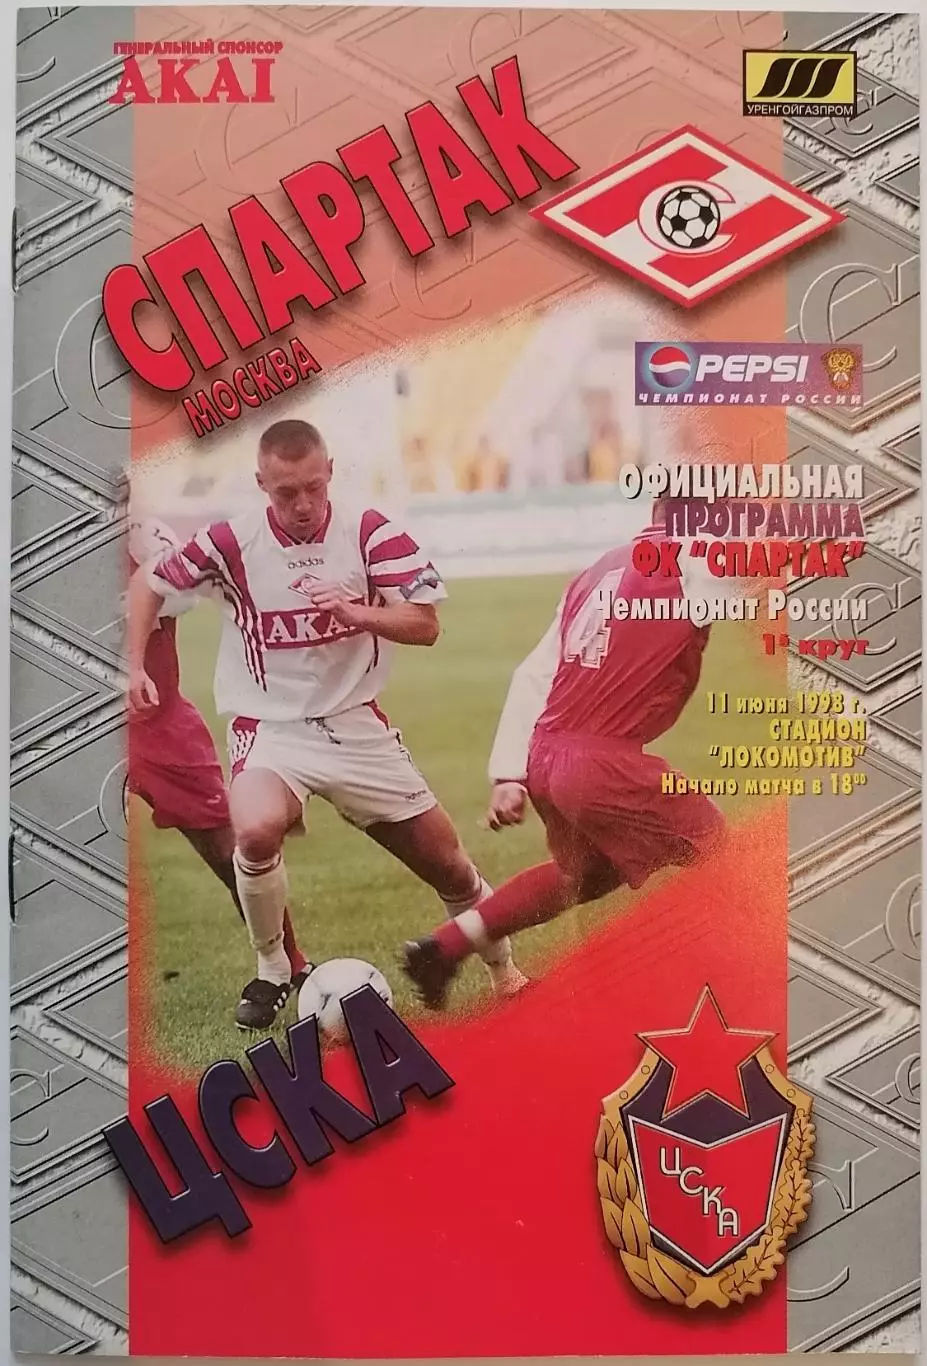 ГЕНЕРАЛЬНЫЙ СПОНСОР
AKAI
УРЕНГОЙГАЗПРОМ
СПАРТАК
МОСКВА
С
PEPSI
ЧЕМПИОНАТ РОССИИ
ОФИЦИАЛЬНАЯ
ПРОГРАММА
ФК "СПАРТАК"
Чемпионат России
1й круг
11 июня 1998 г.
СТАДИОН
"ЛОКОМОТИВ"
Начало матча в 18⁰⁰
adidas
AKAI
4
ЦСКА
ЦСКА